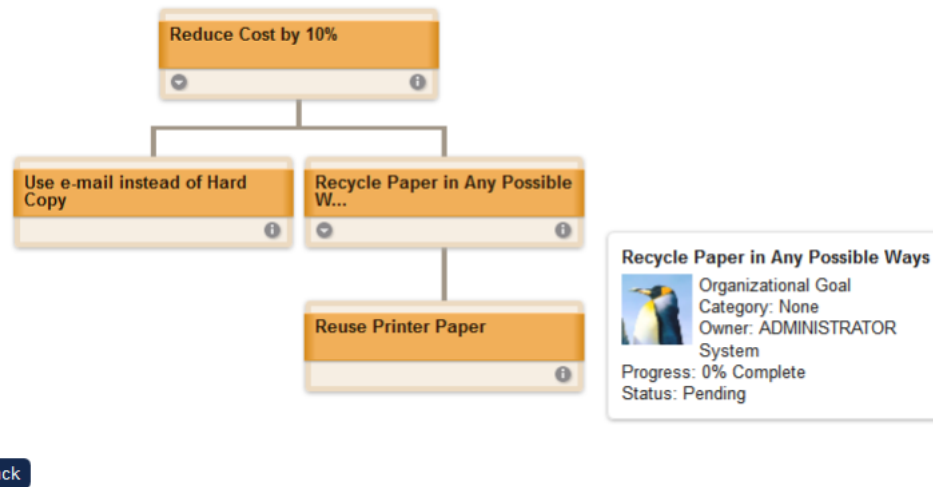 Reduce Cost by 10%
Use e-mail instead of Hard
Copy
Recycle Paper in Any Possible
W...
Reuse Printer Paper
Recycle Paper in Any Possible Ways
Organizational Goal
Category: None
Owner: ADMINISTRATOR
System
Progress: 0% Complete
Status: Pending